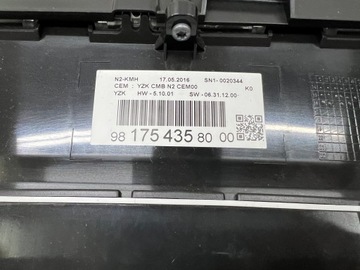 N2-KMH 17.05.2016 SN1- 0020344
CEM : YZK CMB N2 CEM00 K0
YZK HW - 5.10.01 SW - 06.31.12.00
98 175 435 80 00